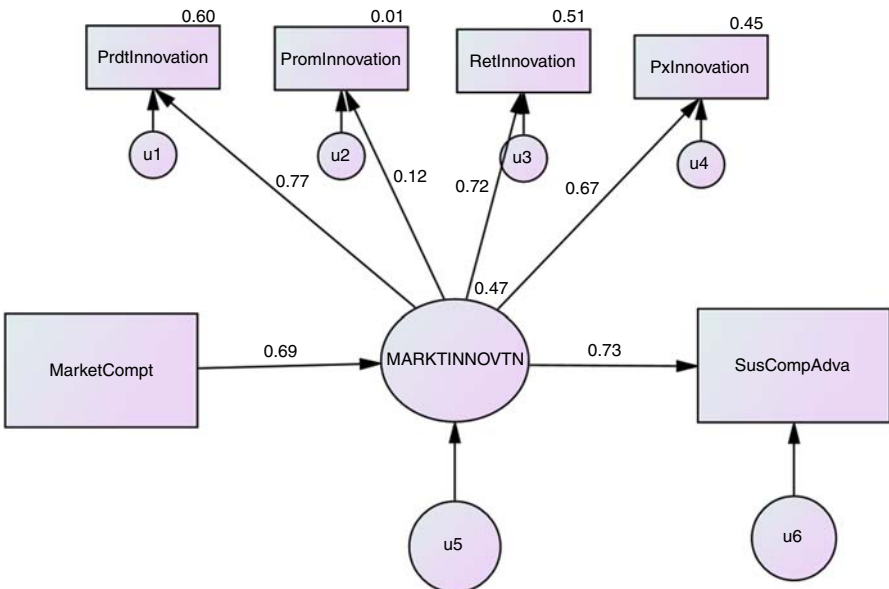 0.60
0.01
0.51
0.45
PrdtInnovation
PromInnovation
RetInnovation
PxInnovation
u1
u2
u3
u4
0.77
0.12
0.72
0.67
0.47
MarketCompt
0.69
MARKTINNOVTN
0.73
SusCompAdva
u5
u6